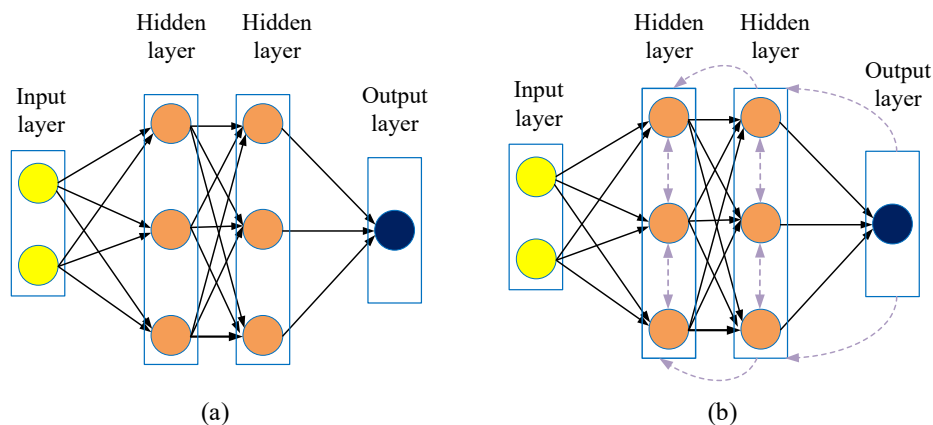 Input
layer
Hidden
layer
Hidden
layer
Output
layer
(a)
Input
layer
Hidden
layer
Hidden
layer
Output
layer
(b)